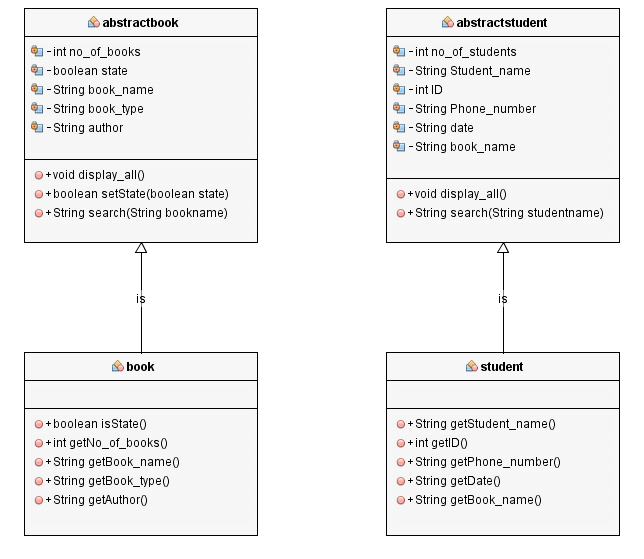 abstractbook
- int no_of_books
- boolean state
- String book_name
- String book_type
- String author
+ void display_all()
+ boolean setState(boolean state)
+ String search(String bookname)
abstractstudent
- int no_of_students
- String Student_name
- int ID
- String Phone_number
- String date
- String book_name
+ void display_all()
+ String search(String studentname)
is
is
book
+ boolean isState()
+ int getNo_of_books()
+ String getBook_name()
+ String getBook_type()
+ String getAuthor()
student
+ String getStudent_name()
+ int getID()
+ String getPhone_number()
+ String getDate()
+ String getBook_name()